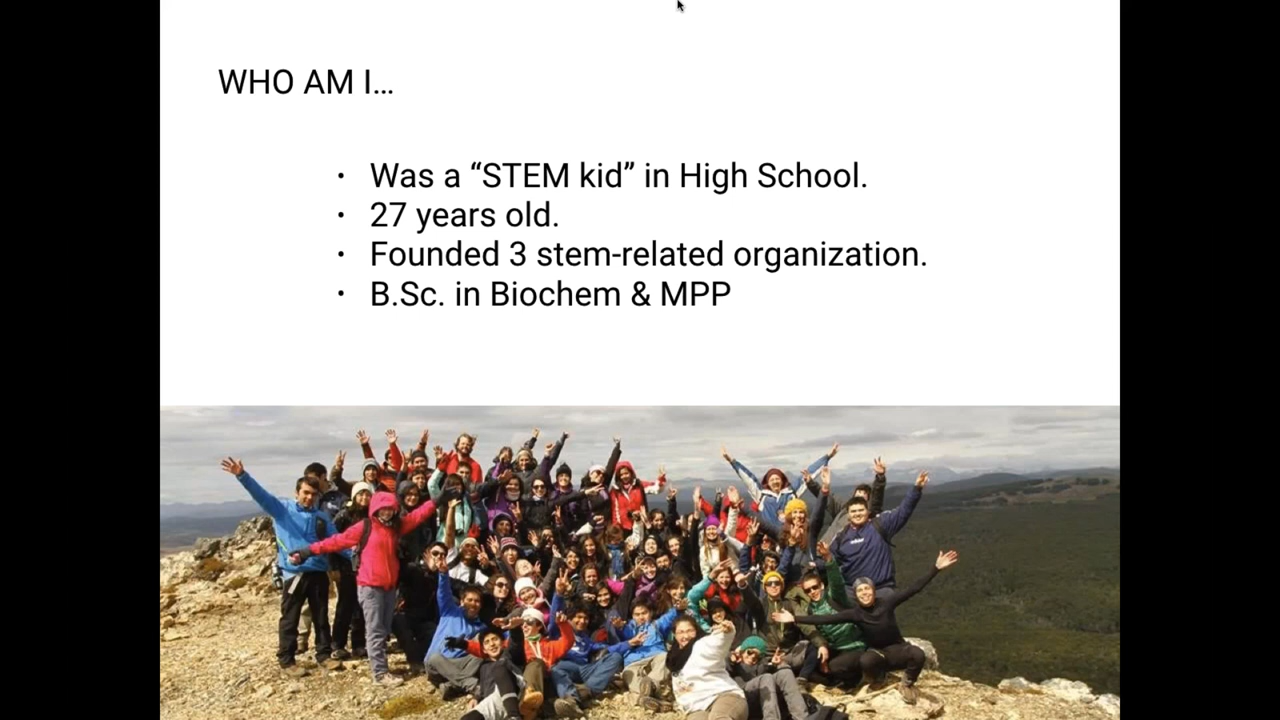 WHO AM I...
· Was a “STEM kid” in High School.
· 27 years old.
· Founded 3 stem-related organization.
· B.Sc. in Biochem & MPP